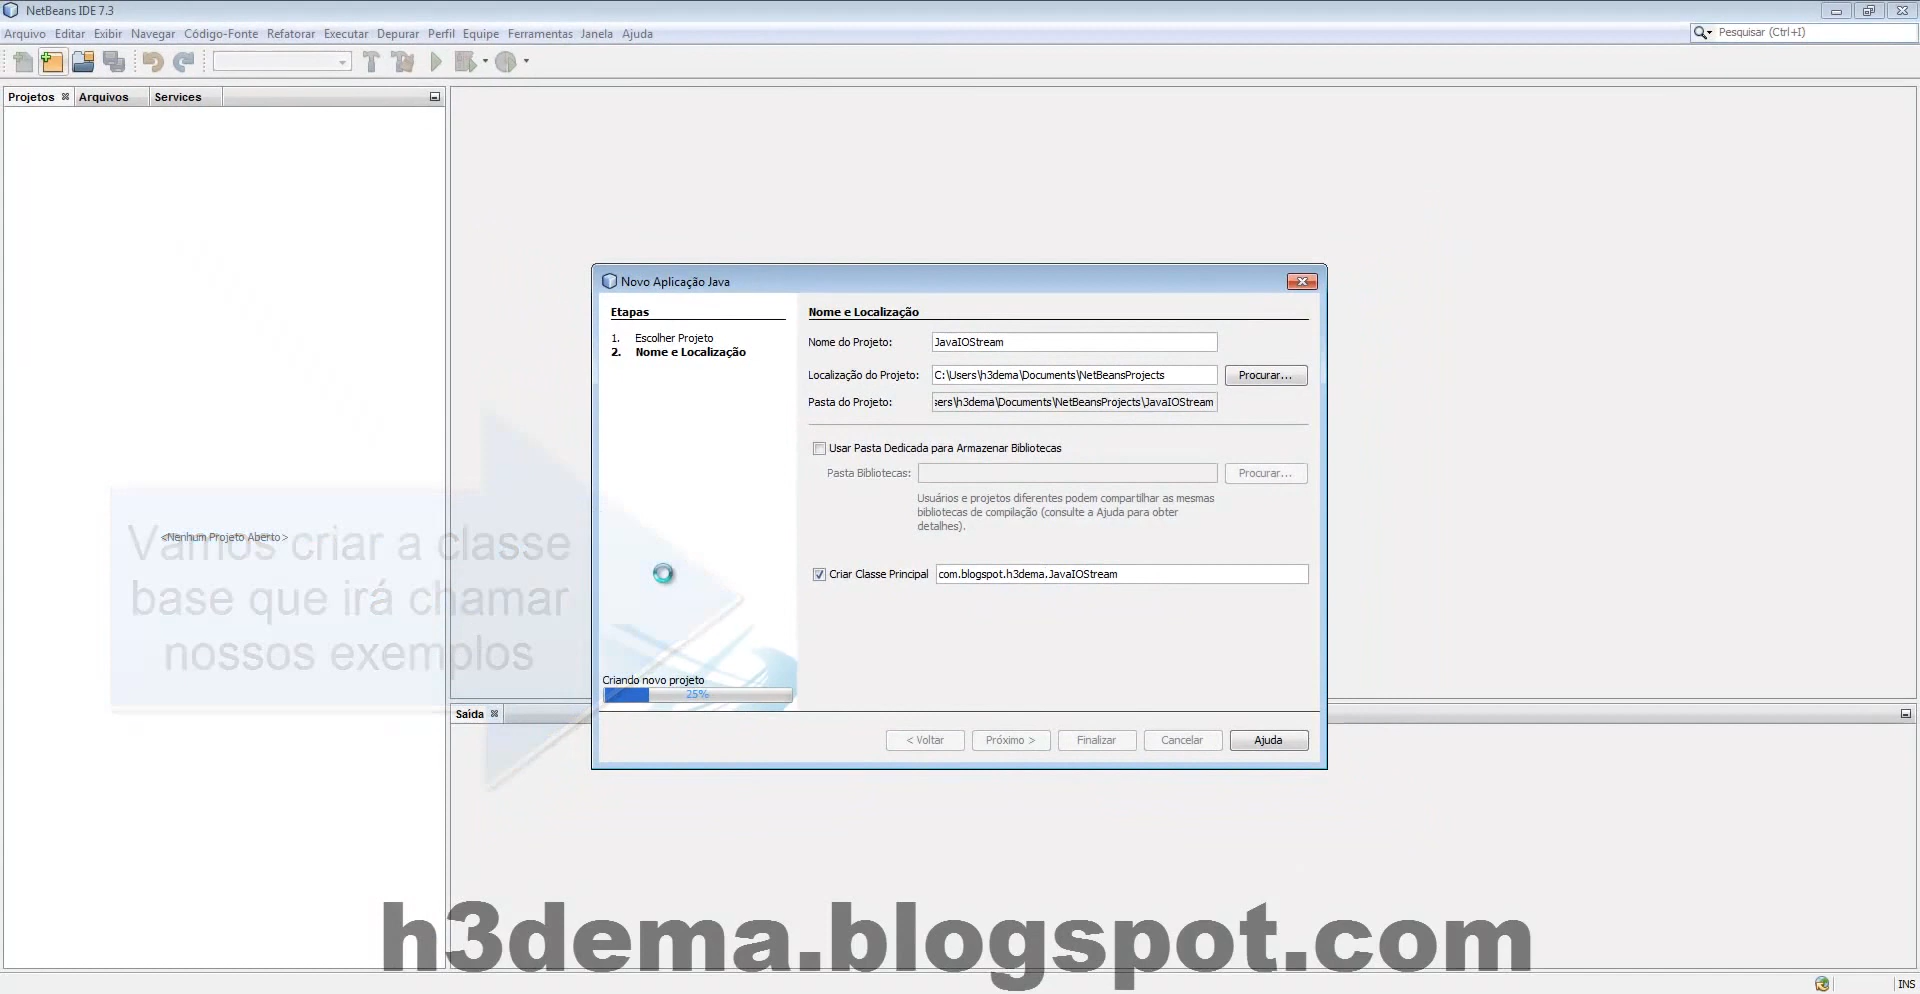 NetBeans IDE 7.3
Arquivo Editar Exibir Navegar Código-Fonte Refatorar Executar Depurar Perfil Equipe Ferramentas Janela Ajuda
Pesquisar (Ctrl+I)
Projetos Arquivos Services
<Nenhum Projeto Aberto>
Vamos criar a classe
base que irá chamar
nossos exemplos
Novo Aplicação Java
Etapas
1. Escolher Projeto
2. Nome e Localização
Criando novo projeto
25%
Nome e Localização
Nome do Projeto: JavaIOStream
Localização do Projeto: C:\Users\h3dema\Documents\NetBeansProjects Procurar...
Pasta do Projeto: sers\h3dema\Documents\NetBeansProjects\JavaIOStream
Usar Pasta Dedicada para Armazenar Bibliotecas
Pasta Bibliotecas: Procurar...
Usuários e projetos diferentes podem compartilhar as mesmas
bibliotecas de compilação (consulte a Ajuda para obter
detalhes).
Criar Classe Principal com.blogspot.h3dema.JavaIOStream
< Voltar Próximo > Finalizar Cancelar Ajuda
Saída
h3dema.blogspot.com
INS